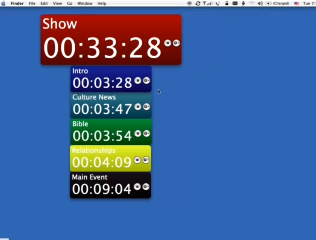 Finder File Edit View Go Window Help
(Charged)
Show
00:33:28
Intro
00:03:28
Culture News
00:03:47
Bible
00:03:54
Relationships
00:04:09
Main Event
00:09:04